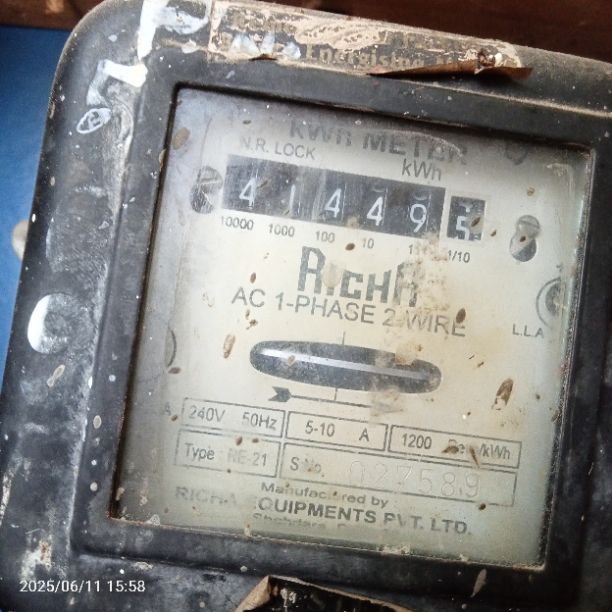 Energising
KWH METER
N.R. LOCK
kWh
4 1 4 4 9 5
10000 1000 100 10 1 1/10
RICHA
AC 1-PHASE 2 WIRE
L.L.A
240V 50Hz 5-10 A 1200 Rev/kWh
Type RE-21 S No. 027589
Manufactured by
RICHA EQUIPMENTS PVT. LTD.
2025/06/11 15:58